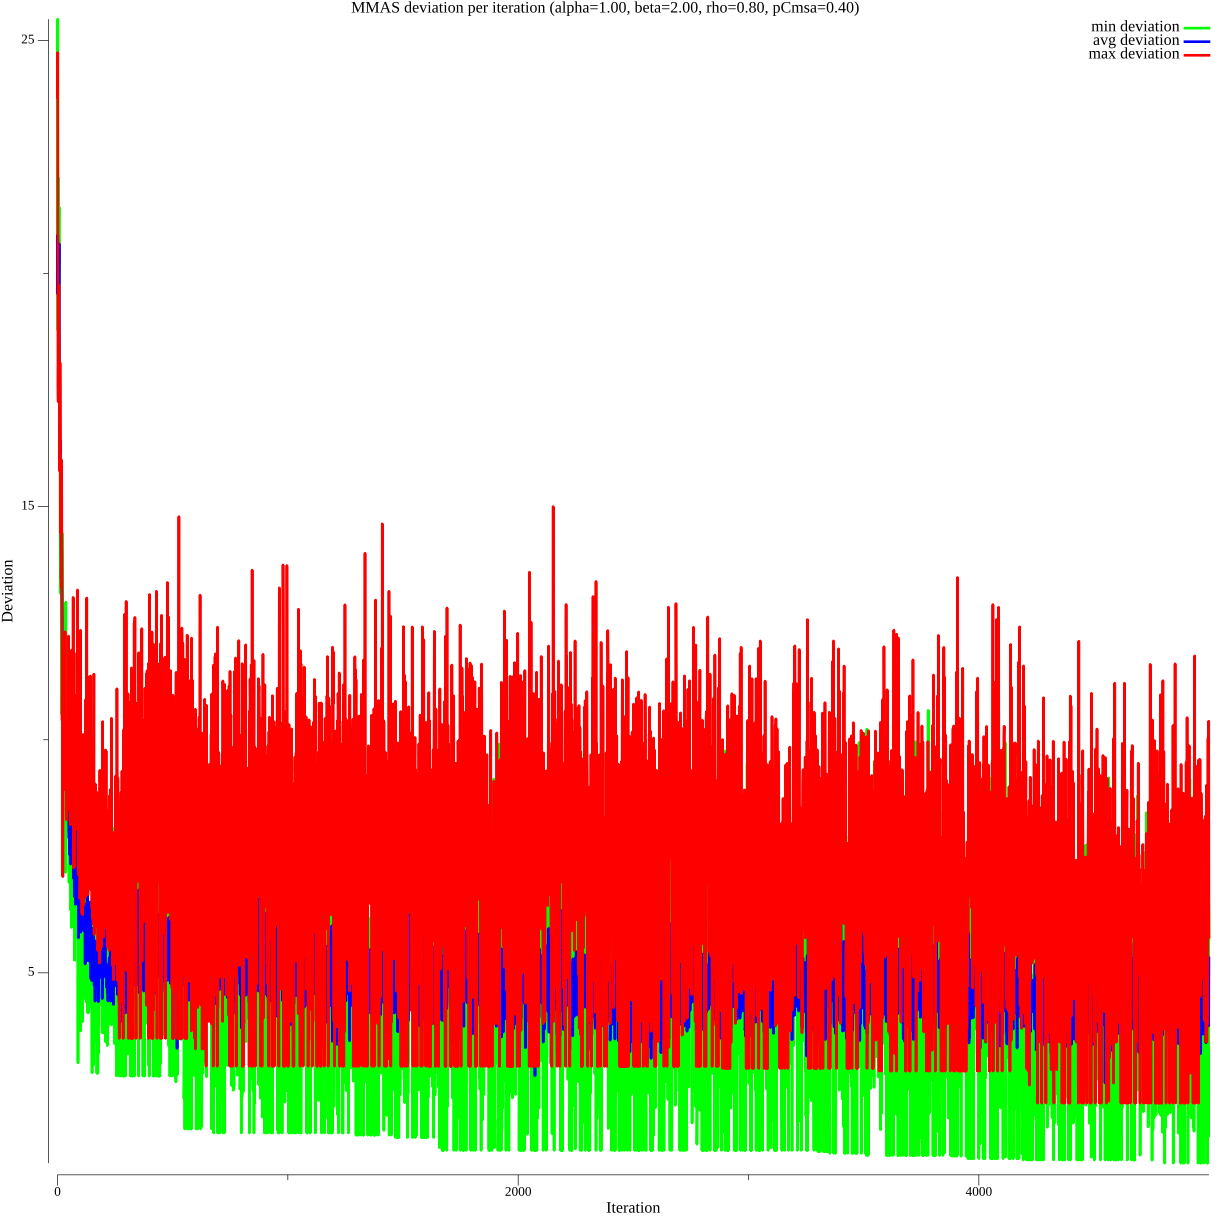 MMAS deviation per iteration (alpha=1.00, beta=2.00, rho=0.80, pCmsa=0.40)
min deviation
avg deviation
max deviation
25
15
5
Deviation
0
2000
4000
Iteration